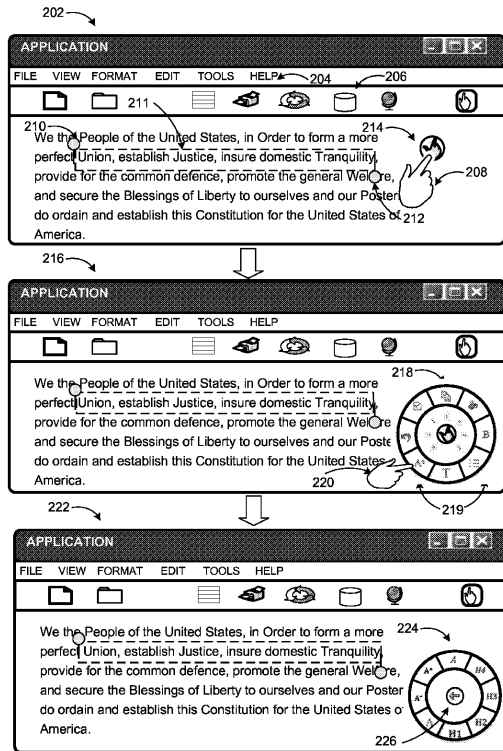 202
APPLICATION
FILE VIEW FORMAT EDIT TOOLS HELP 204 206
210 211
We the People of the United States, in Order to form a more
214
perfect Union, establish Justice, insure domestic Tranquility,
provide for the common defence, promote the general Welfare, 208
and secure the Blessings of Liberty to ourselves and our Poster
212
do ordain and establish this Constitution for the United States of
America.
216
APPLICATION
FILE VIEW FORMAT EDIT TOOLS HELP
We the People of the United States, in Order to form a more
218
perfect Union, establish Justice, insure domestic Tranquility,
provide for the common defence, promote the general Welfare
and secure the Blessings of Liberty to ourselves and our Poste
B
do ordain and establish this Constitution for the United States
A T
America. 220 219
222
APPLICATION
FILE VIEW FORMAT EDIT TOOLS HELP
We the People of the United States, in Order to form a more
224
perfect Union, establish Justice, insure domestic Tranquility,
provide for the common defence, promote the general Welfare,
A H4
and secure the Blessings of Liberty to ourselves and our Poster
A+ H3
do ordain and establish this Constitution for the United States o
A- H2
America.
A H1
226